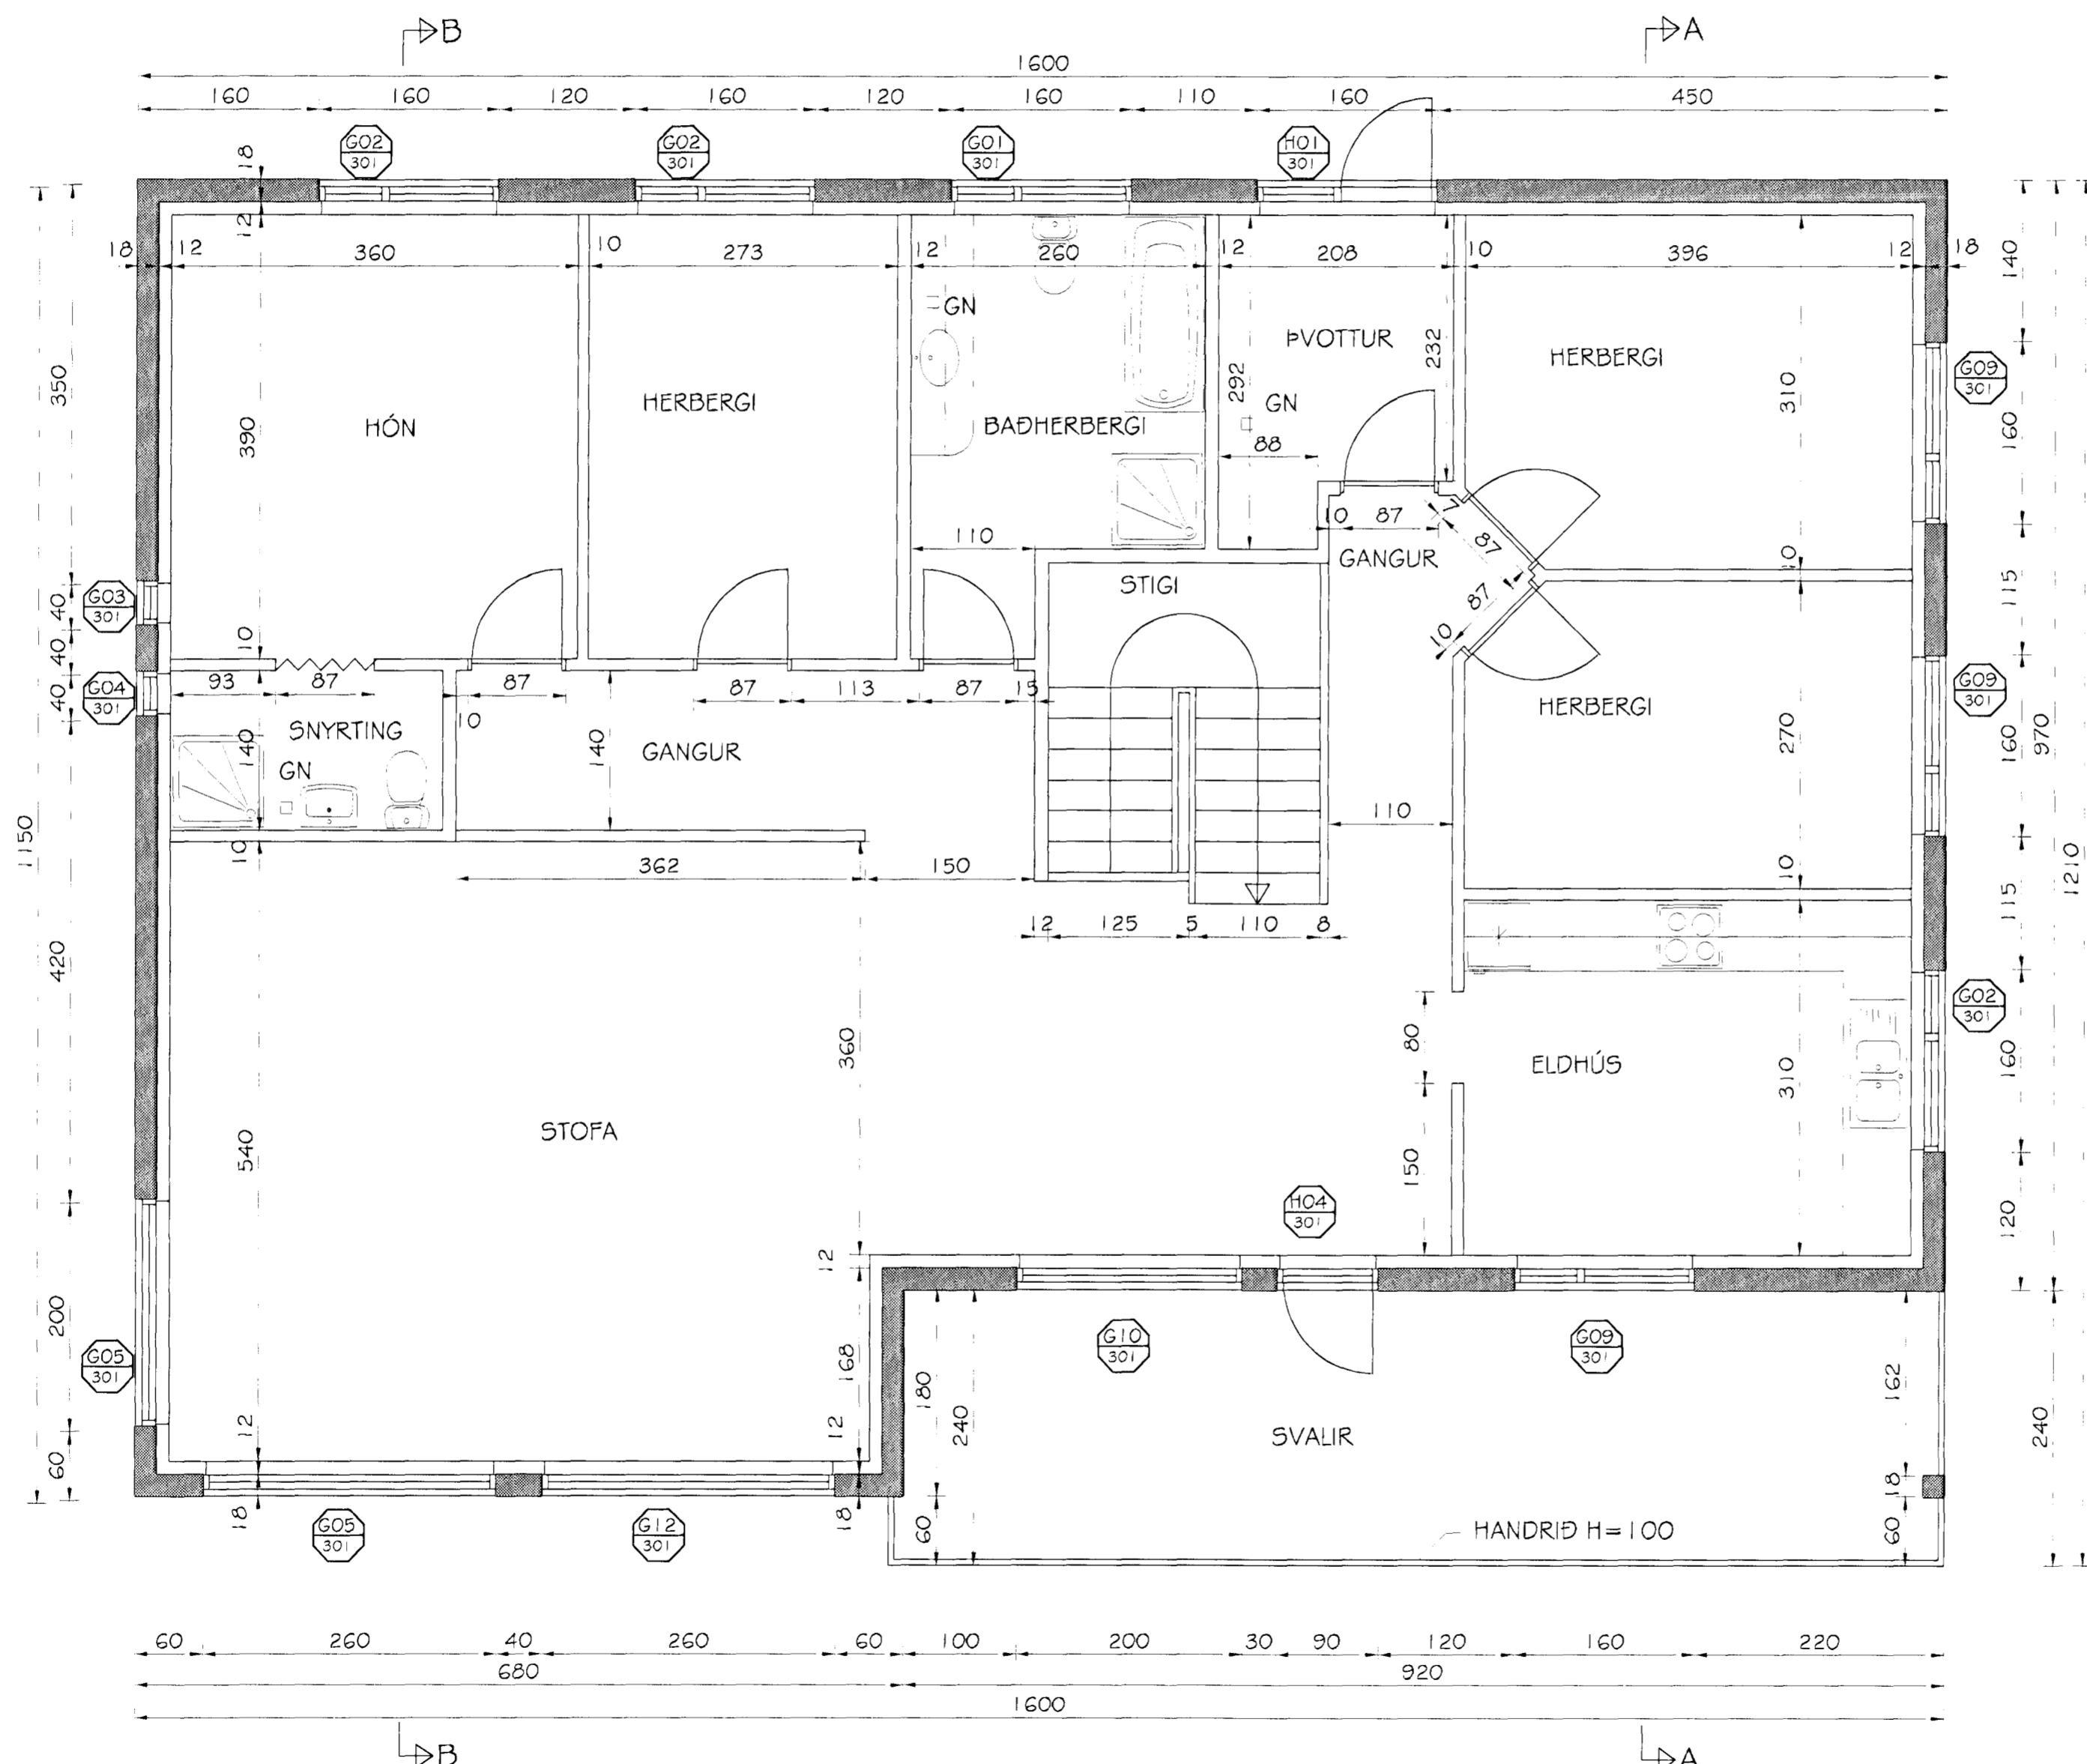 B
A
1600
160 160 120 160 120 160 110 160 450
G02 301
G02 301
G01 301
H01 301
18
12
18 12 360 10 273 12 260 12 208 10 396 12 18
350
140
GN
ÞVOTTUR
232
HERBERGI
G09 301
390
HÓN
HERBERGI
BAÐHERBERGI
292
GN
88
310
160
110
10 87 7
87
GANGUR
STIGI
10
115
G03 301
40
40
40
G04 301
10
87
10
93 87
10
87
87 113 87 15
SNYRTING
140
GN
140
GANGUR
HERBERGI
270
G09 301
160
970
1150
10
362 150
110
10
1210
115
12 125 5 110 8
420
G02 301
360
80
ELDHÚS
310
160
540
STOFA
150
H04 301
120
12
200
G05 301
168
G10 301
G09 301
180
240
162
240
12
12
SVALIR
60
18
18
18
60
60
HANDRIÐ H=100
G05 301
G12 301
60 260 40 260 60 100 200 30 90 120 160 220
680 920
1600
B
A